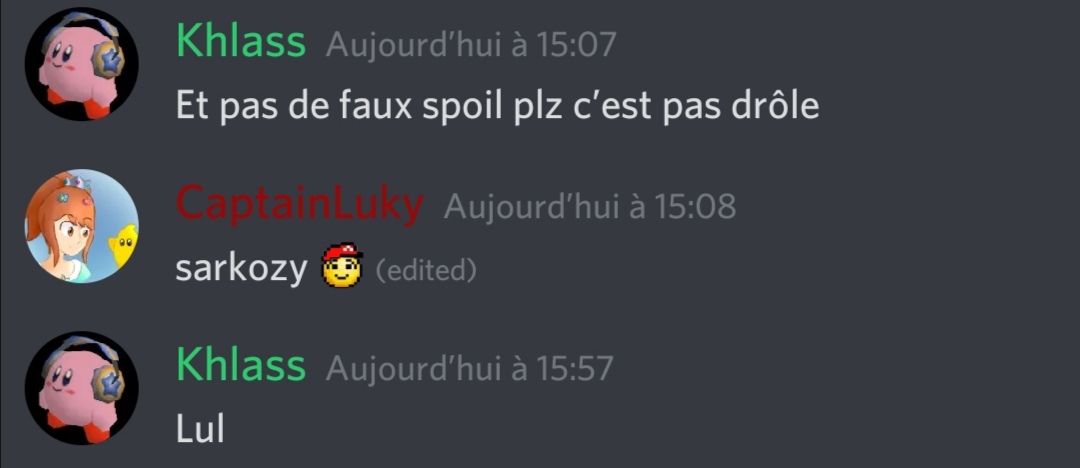 Khlass Aujourd’hui à 15:07
Et pas de faux spoil plz c’est pas drôle
CaptainLuky Aujourd’hui à 15:08
sarkozy (edited)
Khlass Aujourd’hui à 15:57
Lul